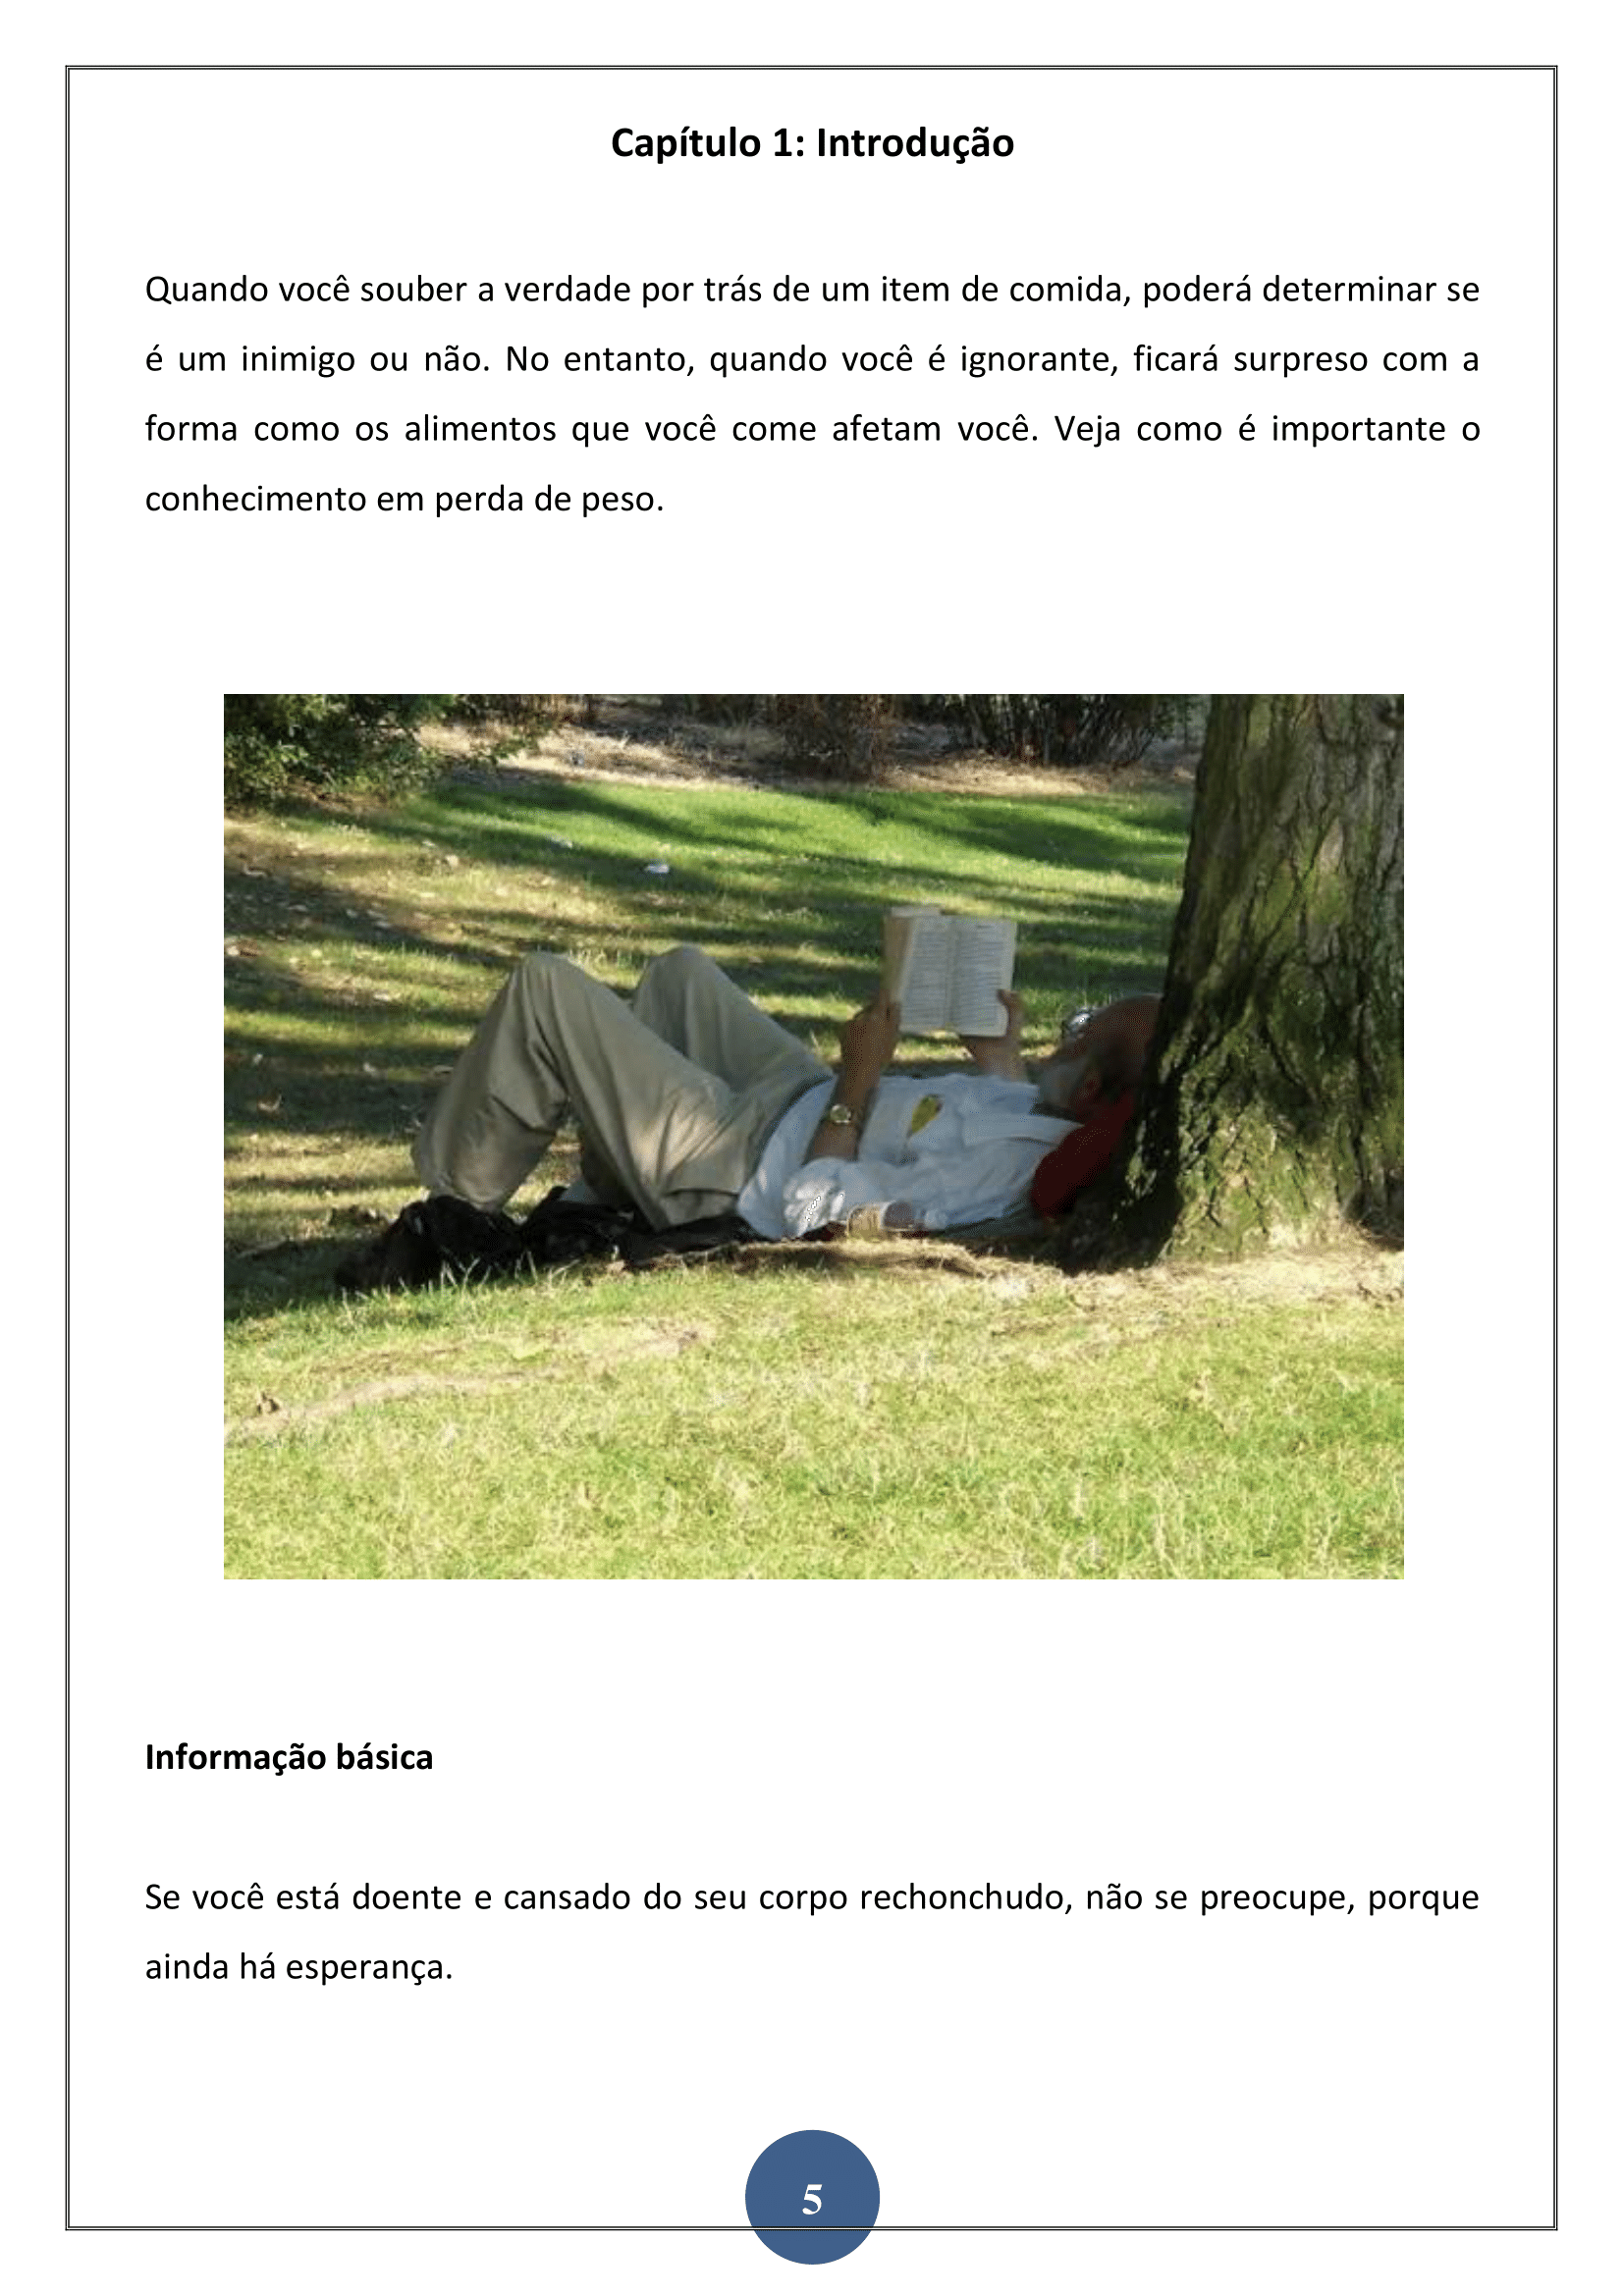 Capítulo 1: Introdução
Quando você souber a verdade por trás de um item de comida, poderá determinar se
é um inimigo ou não. No entanto, quando você é ignorante, ficará surpreso com a
forma como os alimentos que você come afetam você. Veja como é importante o
conhecimento em perda de peso.
Informação básica
Se você está doente e cansado do seu corpo rechonchudo, não se preocupe, porque
ainda há esperança.
5